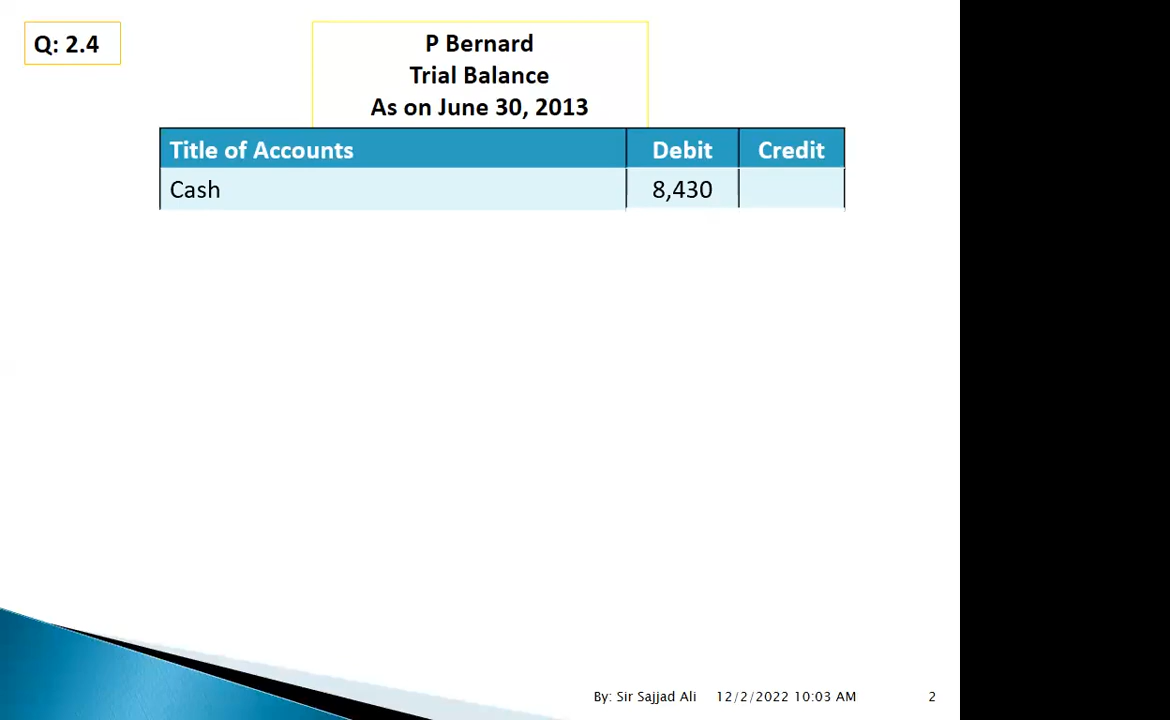 Q: 2.4
P Bernard
Trial Balance
As on June 30, 2013
Title of Accounts Debit Credit
Cash 8,430
By: Sir Sajjad Ali 12/2/2022 10:03 AM 2